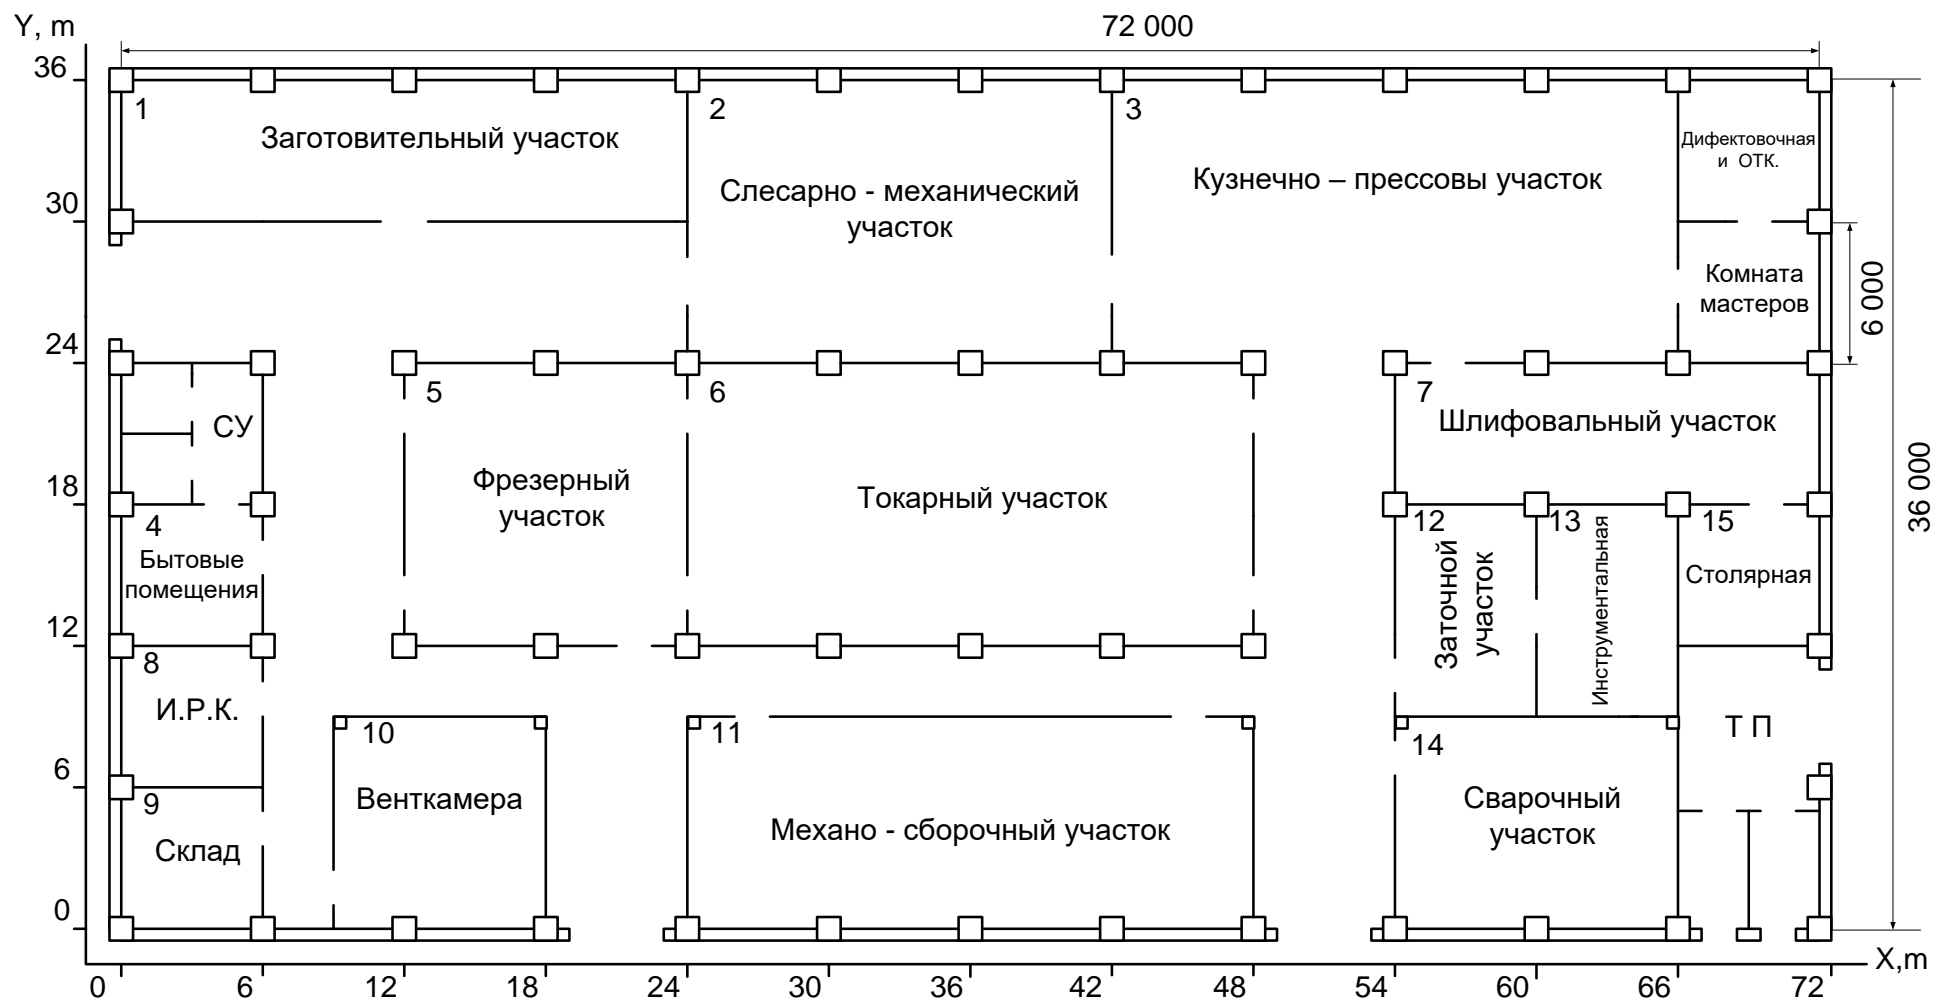 Y, m
72 000
36
1
2
3
Заготовительный участок
Слесарно - механический
участок
Кузнечно – прессовы участок
Дифектовочная
и ОТК.
30
Комната
мастеров
6 000
24
5
6
7
СУ
Шлифовальный участок
Фрезерный
участок
Токарный участок
36 000
18
4
12
13
15
Бытовые
помещения
Заточной
участок
Инструментальная
Столярная
12
8
И.Р.К.
10
11
14
Т П
6
9
Венткамера
Сварочный
участок
Механо - сборочный участок
Склад
0
X,m
0
6
12
18
24
30
36
42
48
54
60
66
72